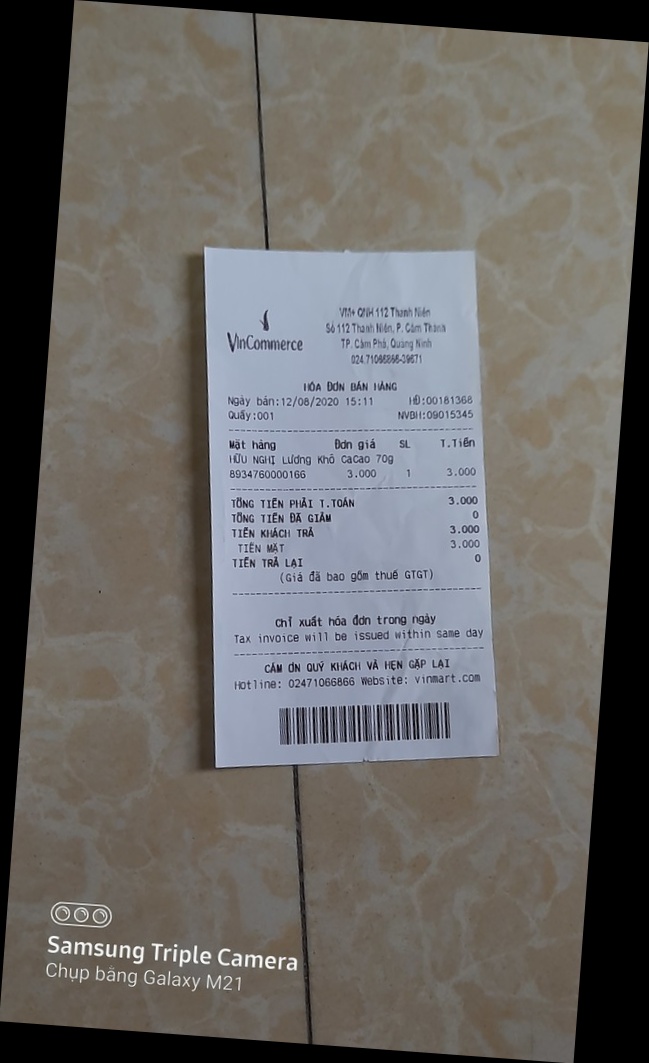 VinCommerce
VM+ QNH 112 Thanh Niên
Số 112 Thanh Niên, P. Cẩm Thành
TP. Cẩm Phả, Quảng Ninh
024.71066866-39671
HÓA ĐƠN BÁN HÀNG
Ngày bán:12/08/2020 15:11 HĐ:00181368
Quầy:001 NVBH:09015345
Mặt hàng Đơn giá SL T.Tiền
HỮU NGHỊ Lương Khô CaCao 70g
8934760000166 3.000 1 3.000
TỔNG TIỀN PHẢI T.TOÁN 3.000
TỔNG TIỀN ĐÃ GIẢM 0
TIỀN KHÁCH TRẢ 3.000
TIỀN MẶT 3.000
TIỀN TRẢ LẠI 0
(Giá đã bao gồm thuế GTGT)
Chỉ xuất hóa đơn trong ngày
Tax invoice will be issued within same day
CẢM ƠN QUÝ KHÁCH VÀ HẸN GẶP LẠI
Hotline: 02471066866 Website: vinmart.com
Samsung Triple Camera
Chụp bằng Galaxy M21